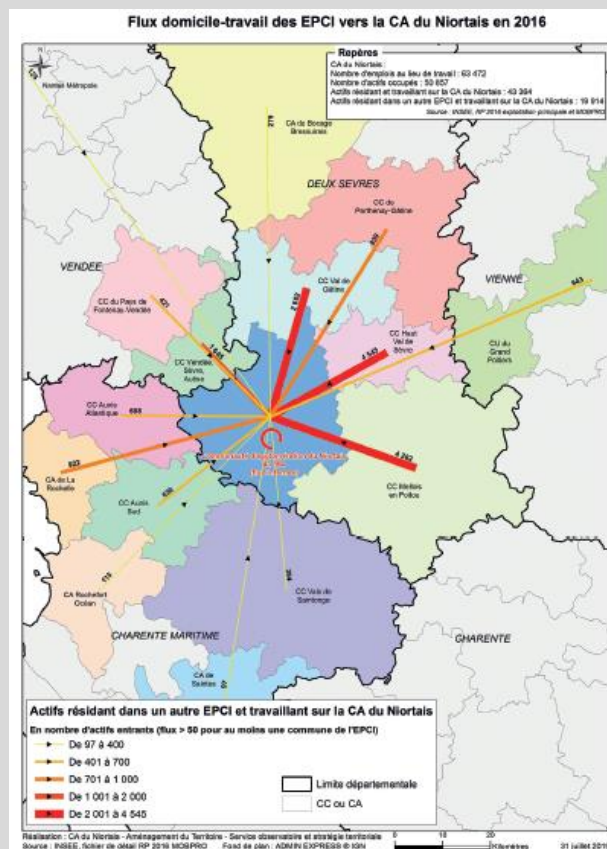 Flux domicile-travail des EPCI vers la CA du Niortais en 2016
Repères
CA du Niortais :
Nombre d'emplois au lieu de travail : 63 472
Nombre d'actifs occupés : 50 857
Actifs résidant et travaillant sur la CA du Niortais : 43 364
Actifs résidant dans un autre EPCI et travaillant sur la CA du Niortais : 19 914
Source : INSEE, RP 2016 exploitation principale et MOBPRO
N
Nantes Métropole
CA du Bocage
Bressuirais
DEUX SEVRES
CC de
Parthenay-Gâtine
VENDEE
CC Val de
Gâtine
VIENNE
CC du Pays de
Fontenay-Vendée
CC Haut
Val de
Sèvre
CU du
Grand
Poitiers
CC Vendée,
Sèvre,
Autise
4 545
CC Aunis
Atlantique
CA de La
Rochelle
4 262
CC Mellois
en Poitou
CC Aunis
Sud
CA Rochefort
Océan
CC Vals de
Saintonge
CHARENTE MARITIME
CHARENTE
CA de
Saintes
Actifs résidant dans un autre EPCI et travaillant sur la CA du Niortais
En nombre d'actifs entrants (flux > 50 pour au moins une commune de l'EPCI)
De 97 à 400
De 401 à 700
De 701 à 1 000
De 1 001 à 2 000
De 2 001 à 4 545
Limite départementale
CC ou CA
Réalisation : CA du Niortais - Aménagement du Territoire - Service observatoire et stratégie territoriale
0 10 20
Source : INSEE, fichier de détail RP 2016 MOBPRO Fond de plan : ADMIN EXPRESS ® IGN Kilomètres 31 juillet